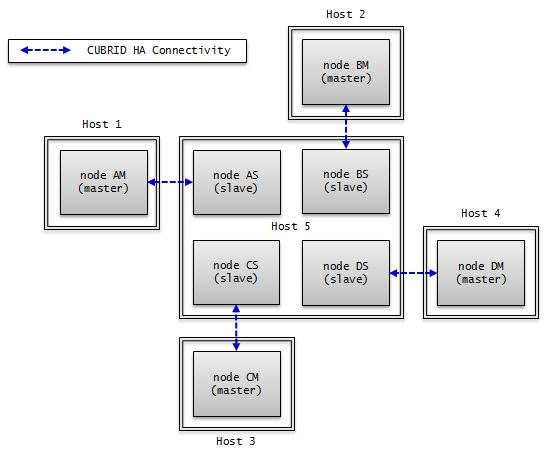 Host 2
CUBRID HA Connectivity
node BM
(master)
Host 1
node AM
(master)
node AS
(slave)
node BS
(slave)
Host 5
Host 4
node CS
(slave)
node DS
(slave)
node DM
(master)
node CM
(master)
Host 3